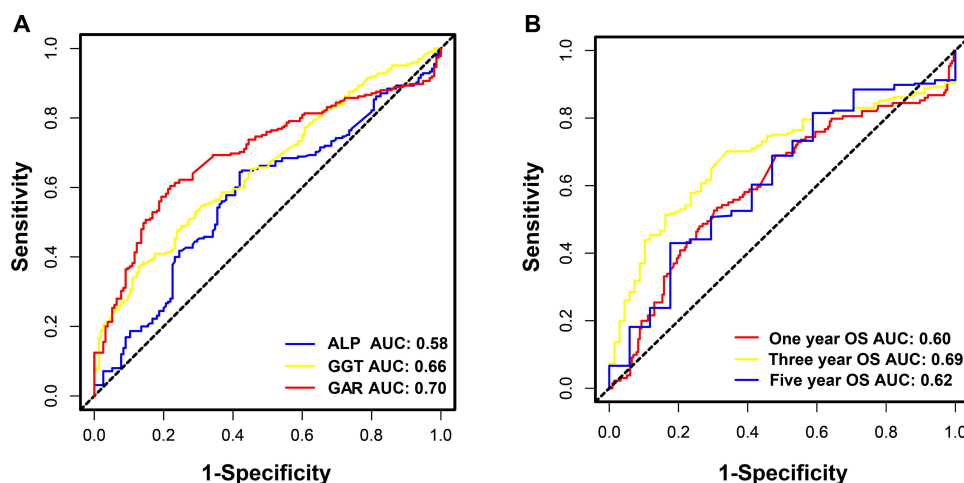 A
Sensitivity
1.0
0.8
0.6
0.4
0.2
0.0
ALP AUC: 0.58
GGT AUC: 0.66
GAR AUC: 0.70
0.0 0.2 0.4 0.6 0.8 1.0
1-Specificity
B
Sensitivity
1.0
0.8
0.6
0.4
0.2
0.0
One year OS AUC: 0.60
Three year OS AUC: 0.69
Five year OS AUC: 0.62
0.0 0.2 0.4 0.6 0.8 1.0
1-Specificity